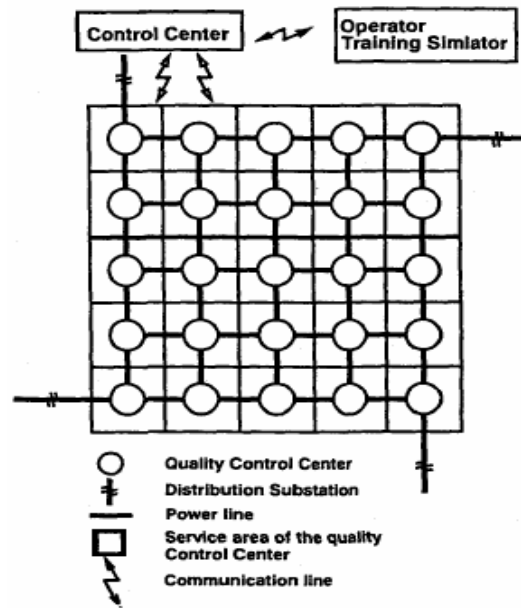 Control Center
Operator
Training Simlator
Quality Control Center
Distribution Substation
Power line
Service area of the quality
Control Center
Communication line